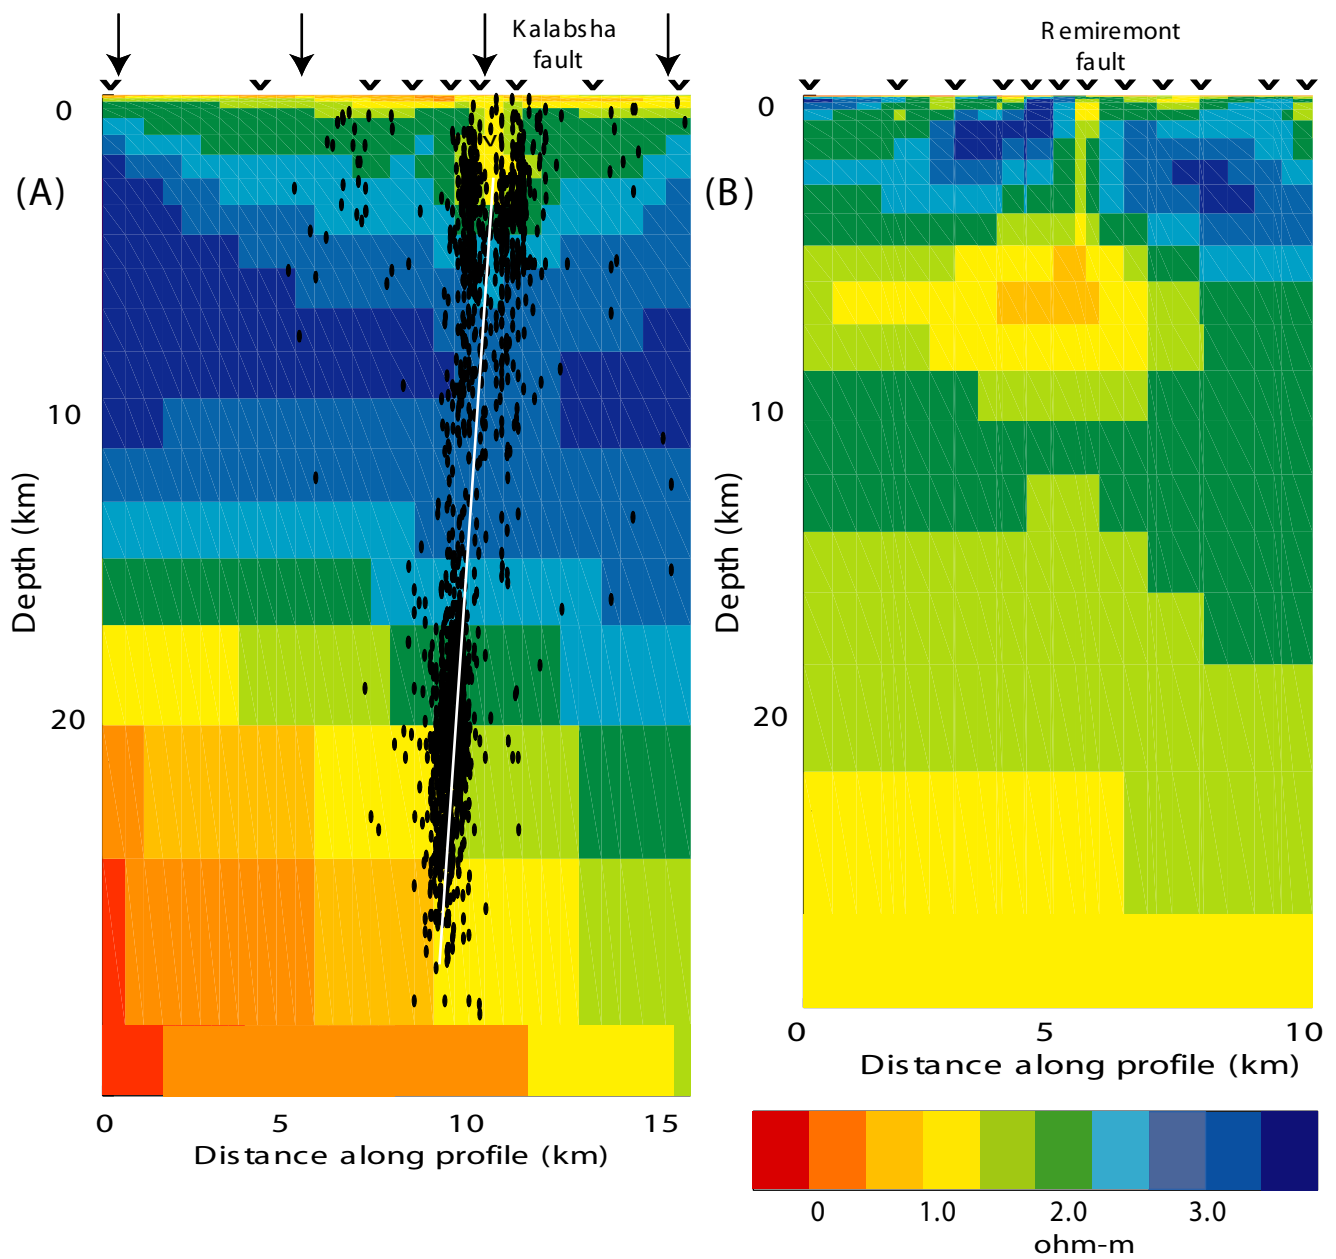 Kalabsha
fault
Remiremont
fault
(A)
(B)
0
10
20
Depth (km)
0
5
10
15
Distance along profile (km)
0
10
20
Depth (km)
0
5
10
Distance along profile (km)
0
1.0
2.0
3.0
ohm-m